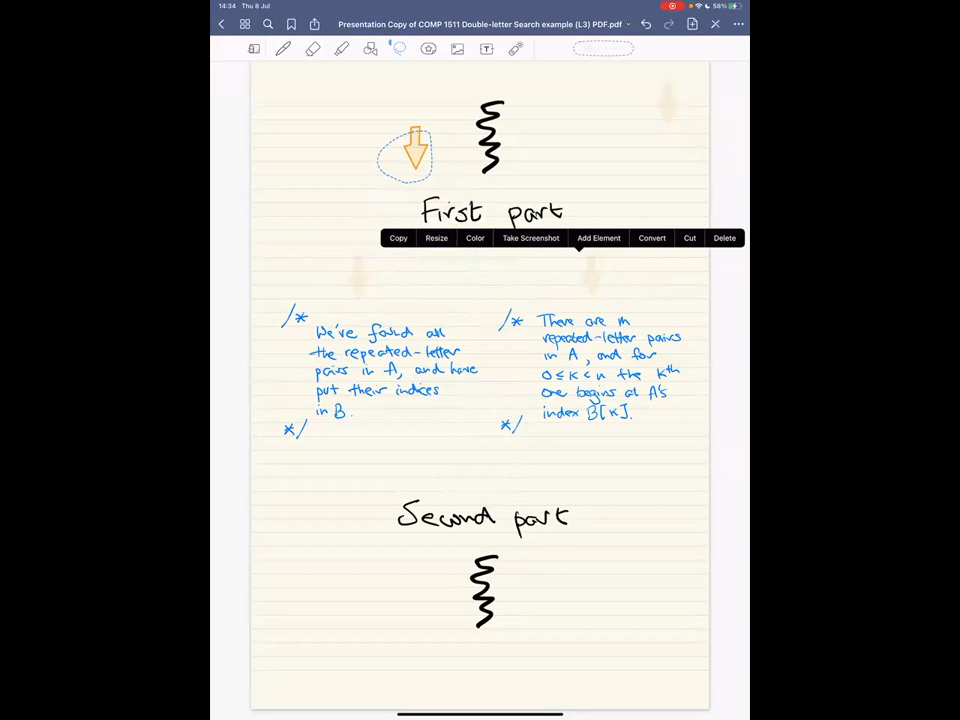 14:34 Thu 8 Jul
58%
Presentation Copy of COMP 1511 Double-letter Search example (L3) PDF.pdf
First part
Copy Resize Color Take Screenshot Add Element Convert Cut Delete
/*
We've found all
the repeated-letter
pairs in A, and have
put their indices
in B.
*/
/* There are n
repeated-letter pairs
in A, and for
0≤K<n the Kth
one begins at A's
index B[K].
*/
Second part